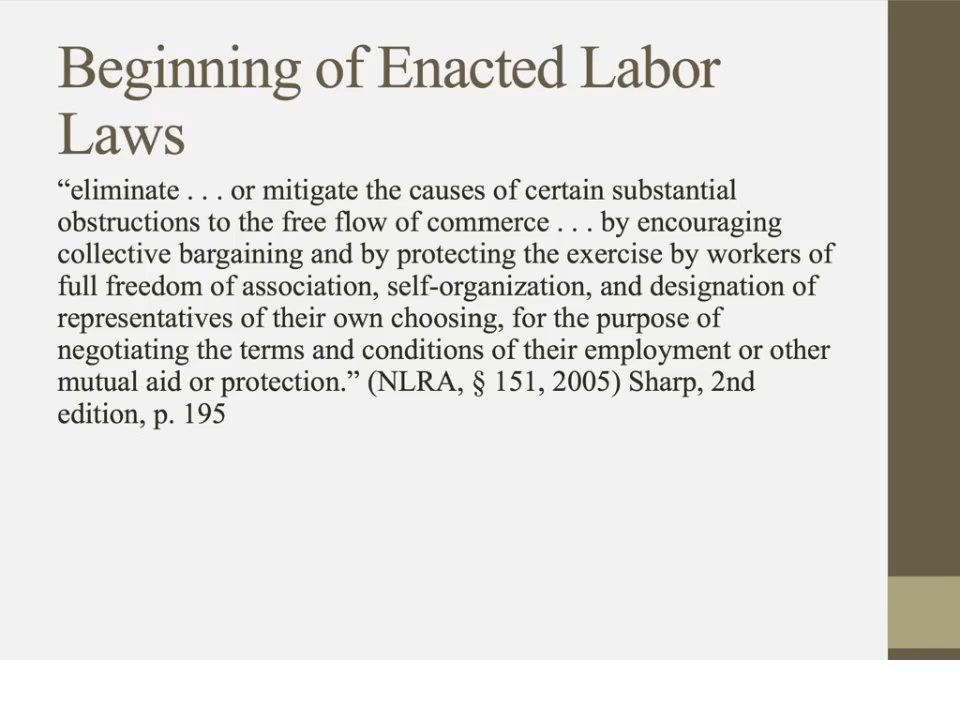 Beginning of Enacted Labor
Laws
“eliminate . . . or mitigate the causes of certain substantial
obstructions to the free flow of commerce . . . by encouraging
collective bargaining and by protecting the exercise by workers of
full freedom of association, self-organization, and designation of
representatives of their own choosing, for the purpose of
negotiating the terms and conditions of their employment or other
mutual aid or protection.” (NLRA, § 151, 2005) Sharp, 2nd
edition, p. 195